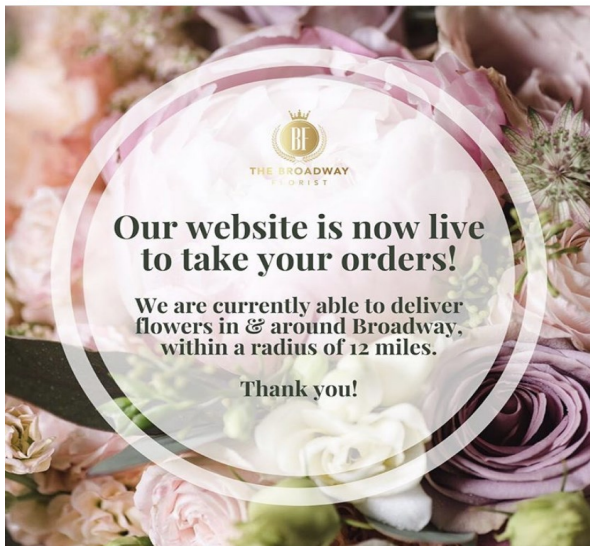 BF
THE BROADWAY
FLORIST
Our website is now live
to take your orders!
We are currently able to deliver
flowers in & around Broadway,
within a radius of 12 miles.
Thank you!